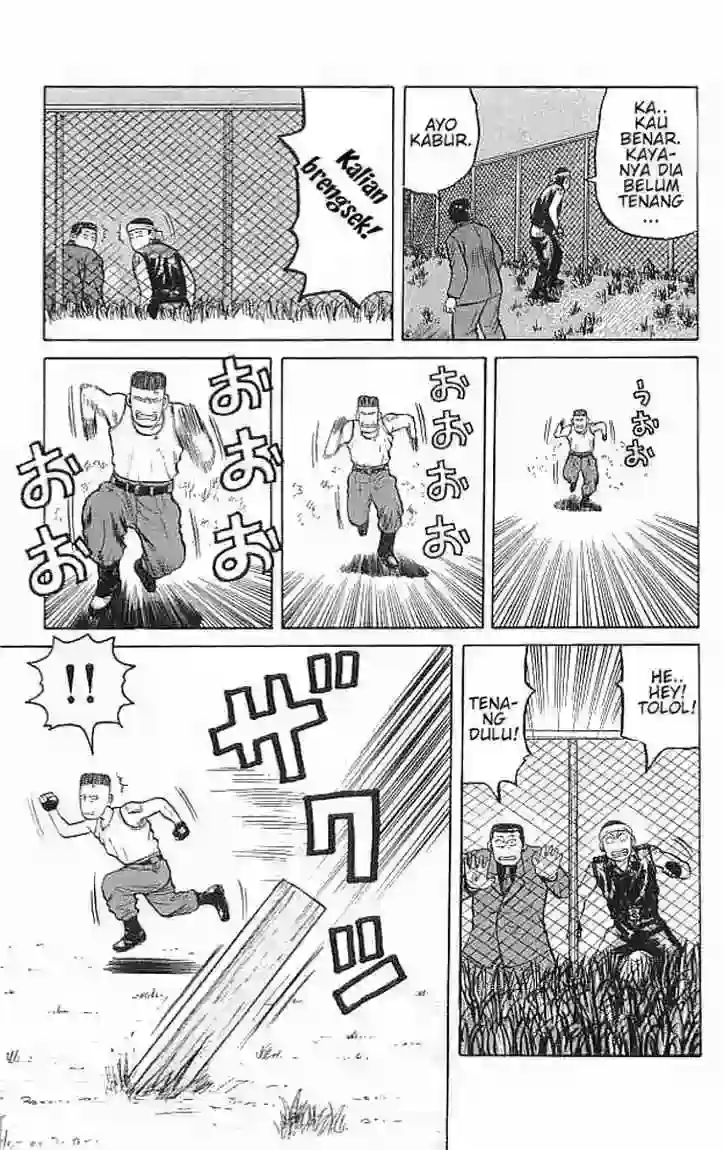 KA..
KAU
BENAR.
KAYA-
NYA DIA
BELUM
TENANG
...
AYO
KABUR.
Kalian
brengsek!
うおお
おおおお
おおお
おお
HE..
HEY!
TOLOL!
TENA-
NG
DULU!
!!
ザクッ